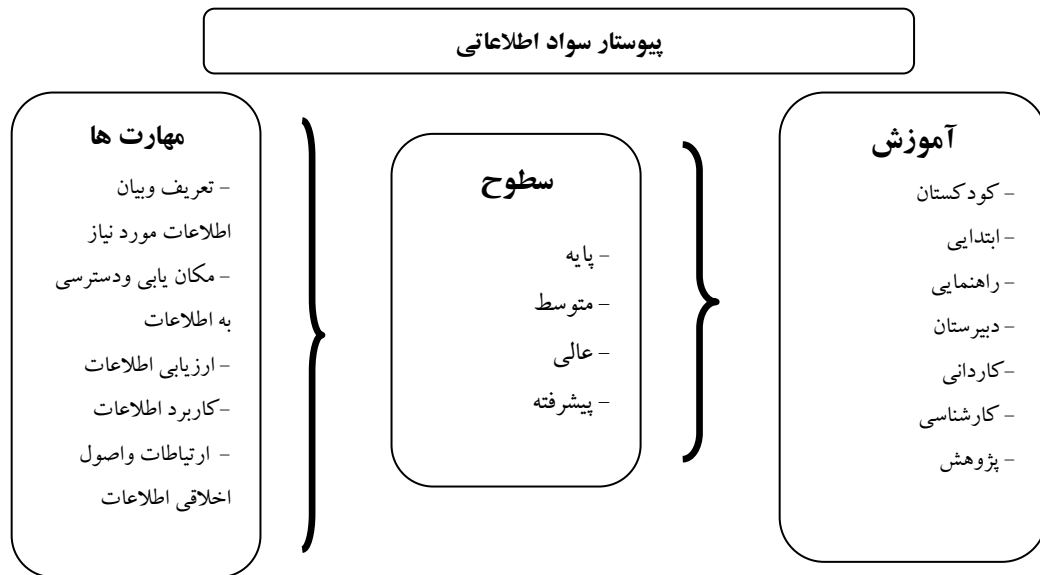 پیوستار سواد اطلاعاتی
آموزش
– کودکستان
– ابتدایی
– راهنمایی
– دبیرستان
–کاردانی
– کارشناسی
– پژوهش
سطوح
– پایه
– متوسط
– عالی
– پیشرفته
مهارت ها
– تعریف وبیان
اطلاعات مورد نیاز
– مکان یابی ودسترسی
به اطلاعات
– ارزیابی اطلاعات
–کاربرد اطلاعات
– ارتیاطات واصول
اخلاقی اطلاعات